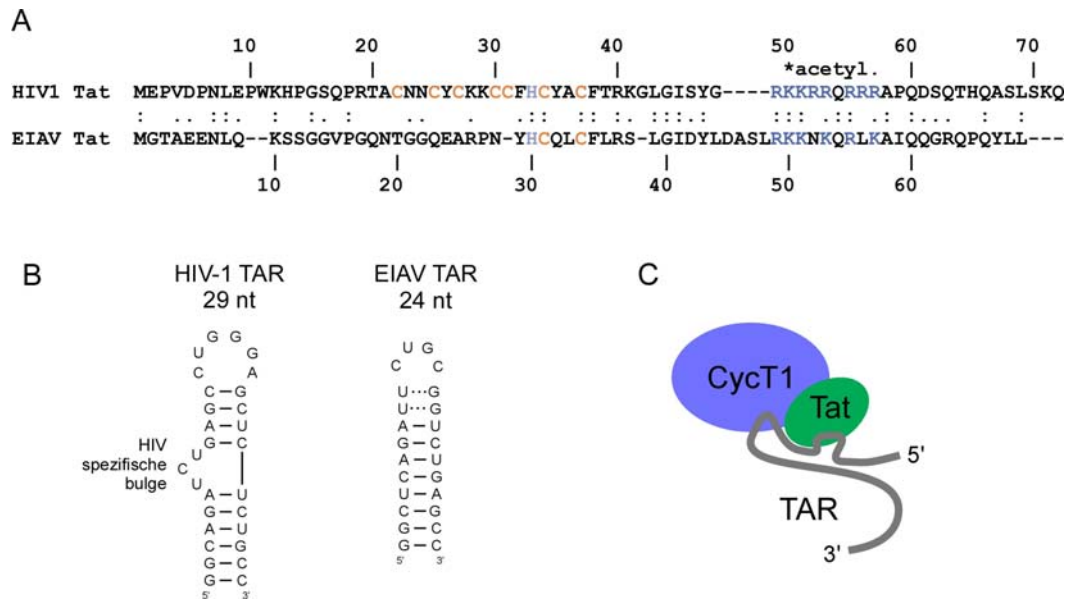 A
10 20 30 40 50 60 70
*acetyl.
HIV1 Tat MEPVDPNLEPWKHPGSQPRTACNNCYCKKCCFHCYACFTRKGLGISYG----RKKRRQRRRAPQDSQTHQASLSKQ
EIAV Tat MGTAEENLQ--KSSGGVPGQNTGGQEARPN-YHCQLCFLRS-LGIDYLDASLRKKNKQRLKAIQQGRQPQYLL---
10 20 30 40 50 60
B
HIV-1 TAR
29 nt
G G
U G
C A
C – G
G – C
A – U
G – C
U
C
U
A – U
G – C
A – U
C – G
G – C
G – C
5' 3'
HIV
spezifische
bulge
EIAV TAR
24 nt
U G
C C
U ··· G
U ··· G
A – U
G – C
A – U
C – G
U – A
C – G
G – C
G – C
5' 3'
C
CycT1
Tat
5'
TAR
3'